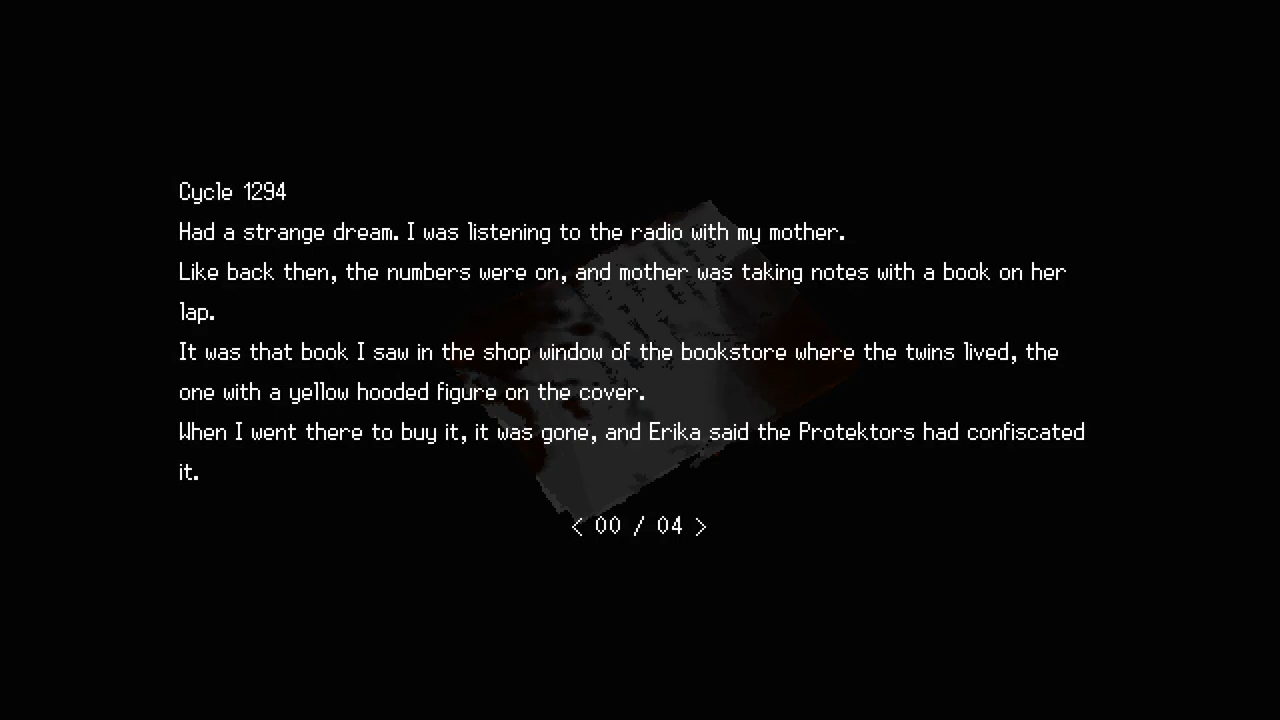 Cycle 1294
Had a strange dream. I was listening to the radio with my mother.
Like back then, the numbers were on, and mother was taking notes with a book on her
lap.
It was that book I saw in the shop window of the bookstore where the twins lived, the
one with a yellow hooded figure on the cover.
When I went there to buy it, it was gone, and Erika said the Protektors had confiscated
it.
< 00 / 04 >